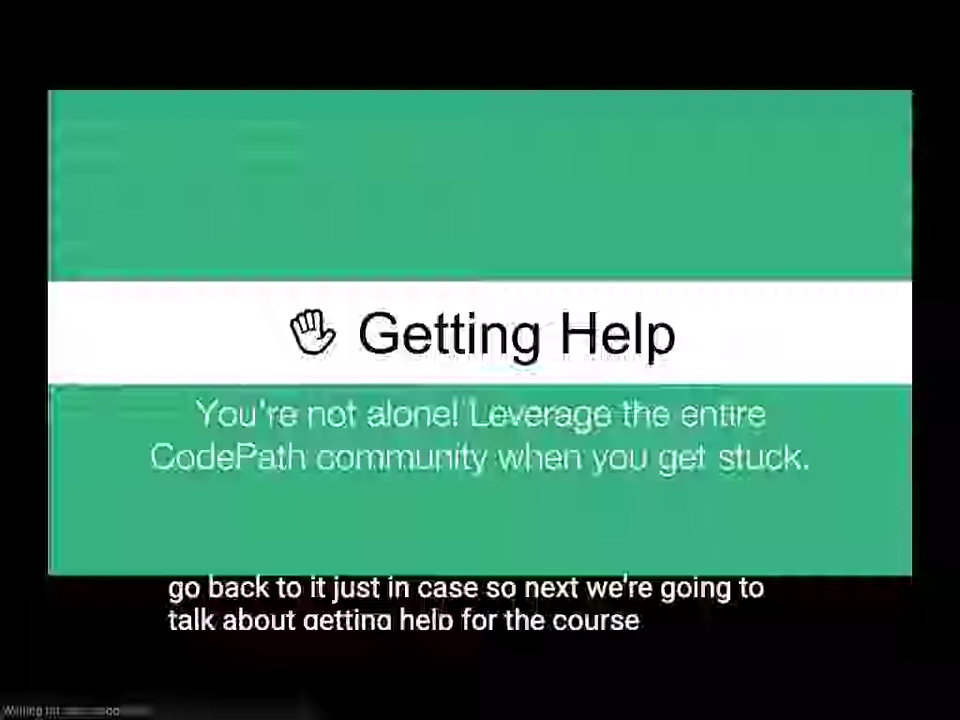 Getting Help
You're not alone! Leverage the entire
CodePath community when you get stuck.
go back to it just in case so next we're going to
talk about getting help for the course